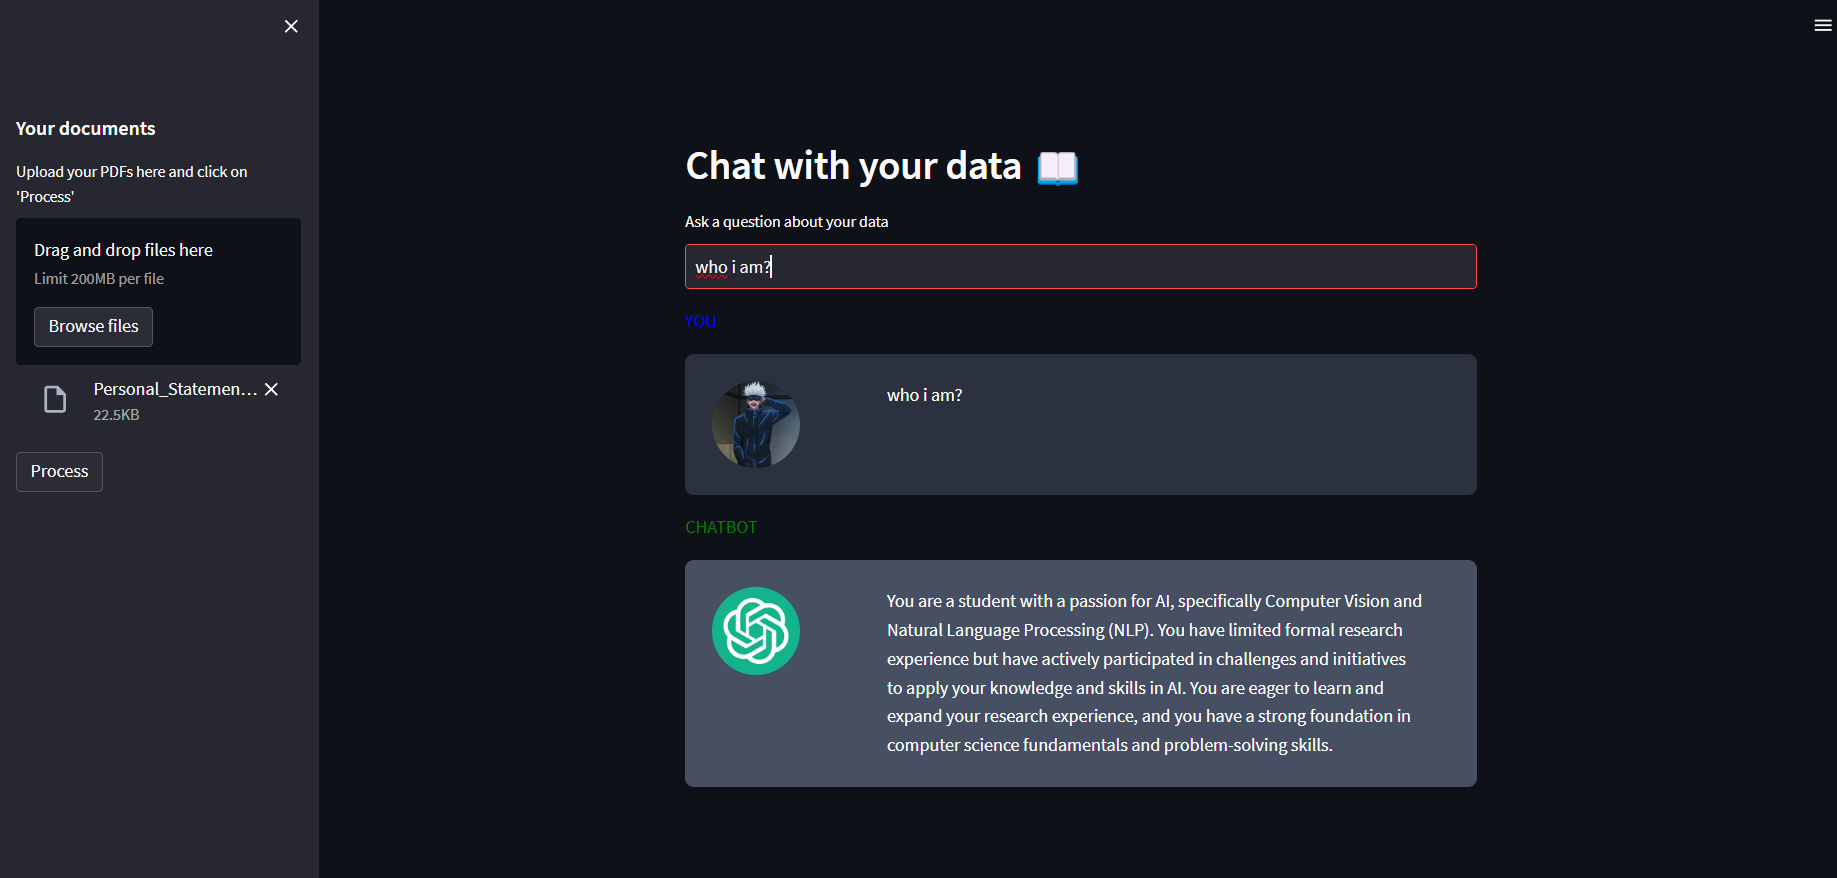 Your documents
Upload your PDFs here and click on
'Process'
Drag and drop files here
Limit 200MB per file
Browse files
Personal_Statemen...
22.5KB
Process
Chat with your data
Ask a question about your data
who i am?
YOU
who i am?
CHATBOT
You are a student with a passion for AI, specifically Computer Vision and
Natural Language Processing (NLP). You have limited formal research
experience but have actively participated in challenges and initiatives
to apply your knowledge and skills in AI. You are eager to learn and
expand your research experience, and you have a strong foundation in
computer science fundamentals and problem-solving skills.